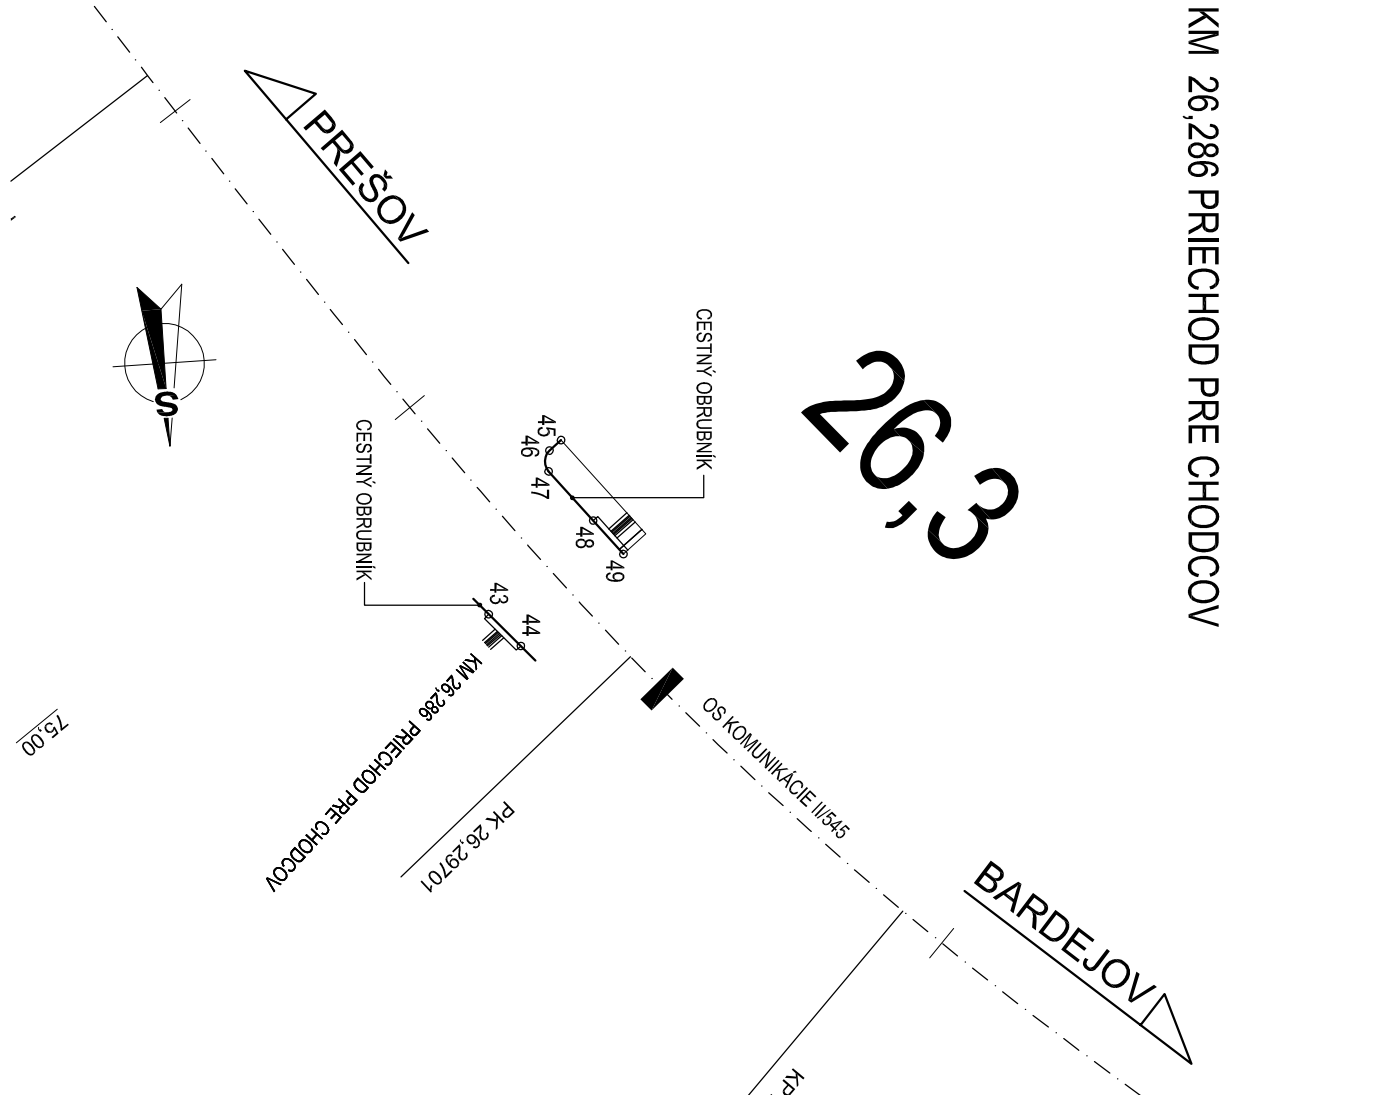 KM 26,286 PRIECHOD PRE CHODCOV
PREŠOV
S
CESTNÝ OBRUBNÍK
26,3
CESTNÝ OBRUBNÍK
45
46
47
48
49
43
44
KM 26,286 PRIECHOD PRE CHODCOV
75,00
PK 26,29701
OS KOMUNIKÁCIE II/545
BARDEJOV
KP